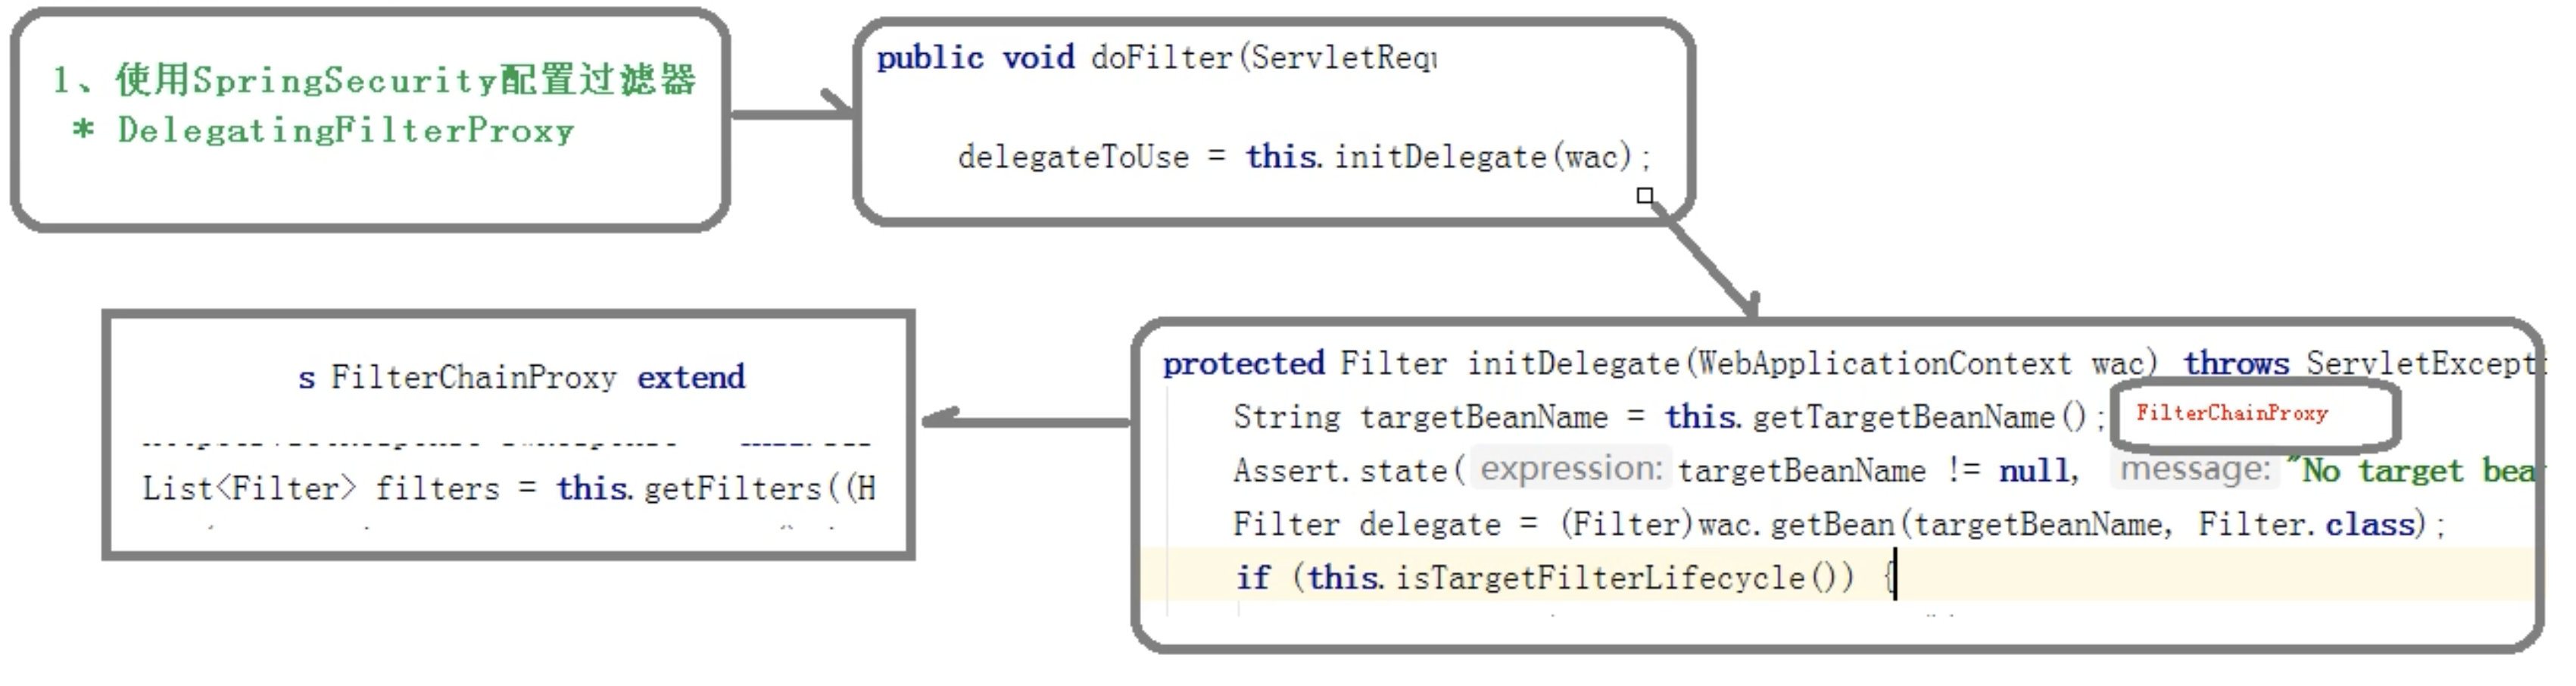 1、使用SpringSecurity配置过滤器
* DelegatingFilterProxy
public void doFilter(ServletRequ
delegateToUse = this.initDelegate(wac);
protected Filter initDelegate(WebApplicationContext wac) throws ServletExcepti
String targetBeanName = this.getTargetBeanName(); FilterChainProxy
Assert.state( expression: targetBeanName != null, message: "No target bea
Filter delegate = (Filter)wac.getBean(targetBeanName, Filter.class);
if (this.isTargetFilterLifecycle()) {
s FilterChainProxy extend
List<Filter> filters = this.getFilters((H